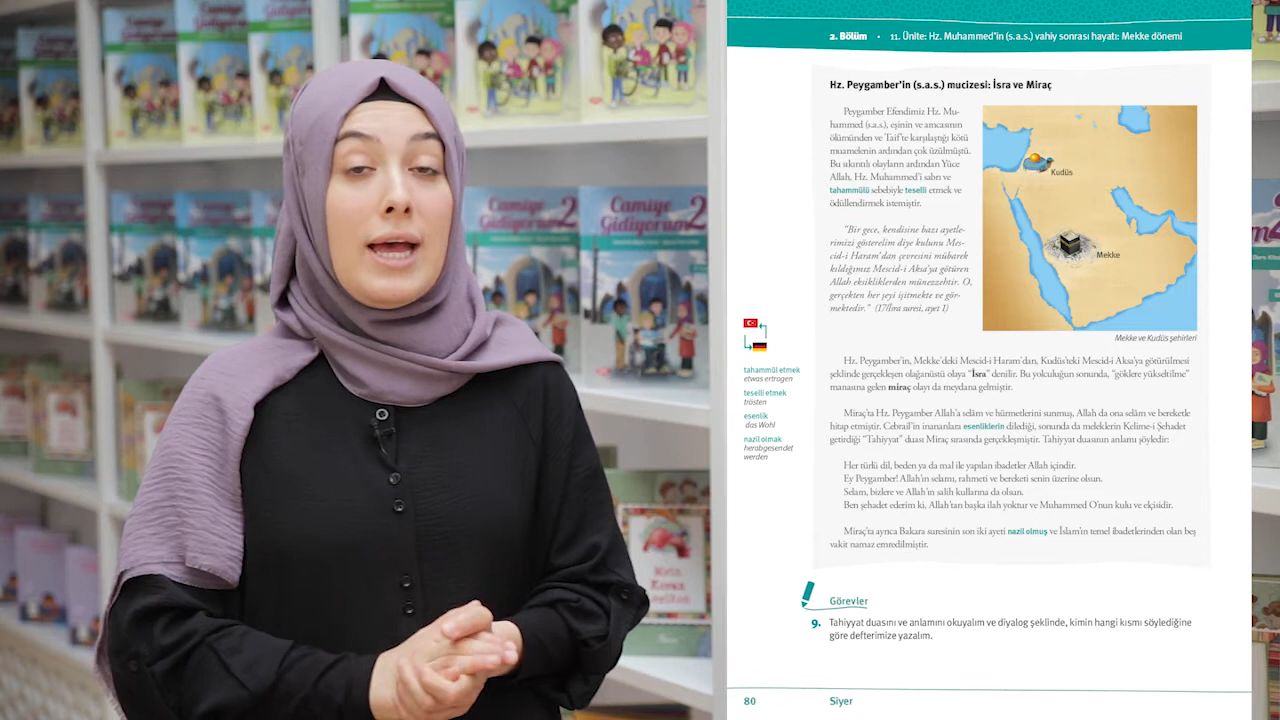 Camiye
Gidiyorum 2
Camiye
Gidiyorum 2
2. Bölüm • 11. Ünite: Hz. Muhammed'in (s.a.s.) vahiy sonrası hayatı: Mekke dönemi
Hz. Peygamber'in (s.a.s.) mucizesi: İsra ve Miraç
Peygamber Efendimiz Hz. Mu-
hammed (s.a.s.), eşinin ve amcasının
ölümünden ve Taif'te karşılaştığı kötü
muamelenin ardından çok üzülmüştü.
Bu sıkıntılı olayların ardından Yüce
Allah, Hz. Muhammed'i sabrı ve
tahammülü sebebiyle teselli etmek ve
ödüllendirmek istemiştir.
"Bir gece, kendisine bazı ayetle-
rimizi gösterelim diye kulunu Mes-
cid-i Haram'dan çevresini mübarek
kıldığımız Mescid-i Aksa'ya götüren
Allah eksikliklerden münezzehtir. O,
gerçekten her şeyi işitmekte ve gör-
mektedir." (17/İsra suresi, ayet 1)
Kudüs
Mekke
Mekke ve Kudüs şehirleri
tahammül etmek
etwas ertragen
teselli etmek
trösten
esenlik
das Wohl
nazil olmak
herabgesendet
werden
Hz. Peygamber'in, Mekke'deki Mescid-i Haram'dan, Kudüs'teki Mescid-i Aksa'ya götürülmesi
şeklinde gerçekleşen olağanüstü olaya "İsra" denilir. Bu yolculuğun sonunda, "göklere yükseltilme"
manasına gelen miraç olayı da meydana gelmiştir.
Miraç'ta Hz. Peygamber Allah'a selâm ve hürmetlerini sunmuş, Allah da ona selâm ve bereketle
hitap etmiştir. Cebrail'in inananlara esenliklerin dilediği, sonunda da meleklerin Kelime-i Şehadet
getirdiği "Tahiyyat" duası Miraç sırasında gerçekleşmiştir. Tahiyyat duasının anlamı şöyledir:
Her türlü dil, beden ya da mal ile yapılan ibadetler Allah içindir.
Ey Peygamber! Allah'ın selamı, rahmeti ve bereketi senin üzerine olsun.
Selam, bizlere ve Allah'ın salih kullarına da olsun.
Ben şehadet ederim ki, Allah'tan başka ilah yoktur ve Muhammed O'nun kulu ve elçisidir.
Miraç'ta ayrıca Bakara suresinin son iki ayeti nazil olmuş ve İslam'ın temel ibadetlerinden olan beş
vakit namaz emredilmiştir.
Görevler
9. Tahiyyat duasını ve anlamını okuyalım ve diyalog şeklinde, kimin hangi kısmı söylediğine
göre defterimize yazalım.
80 Siyer